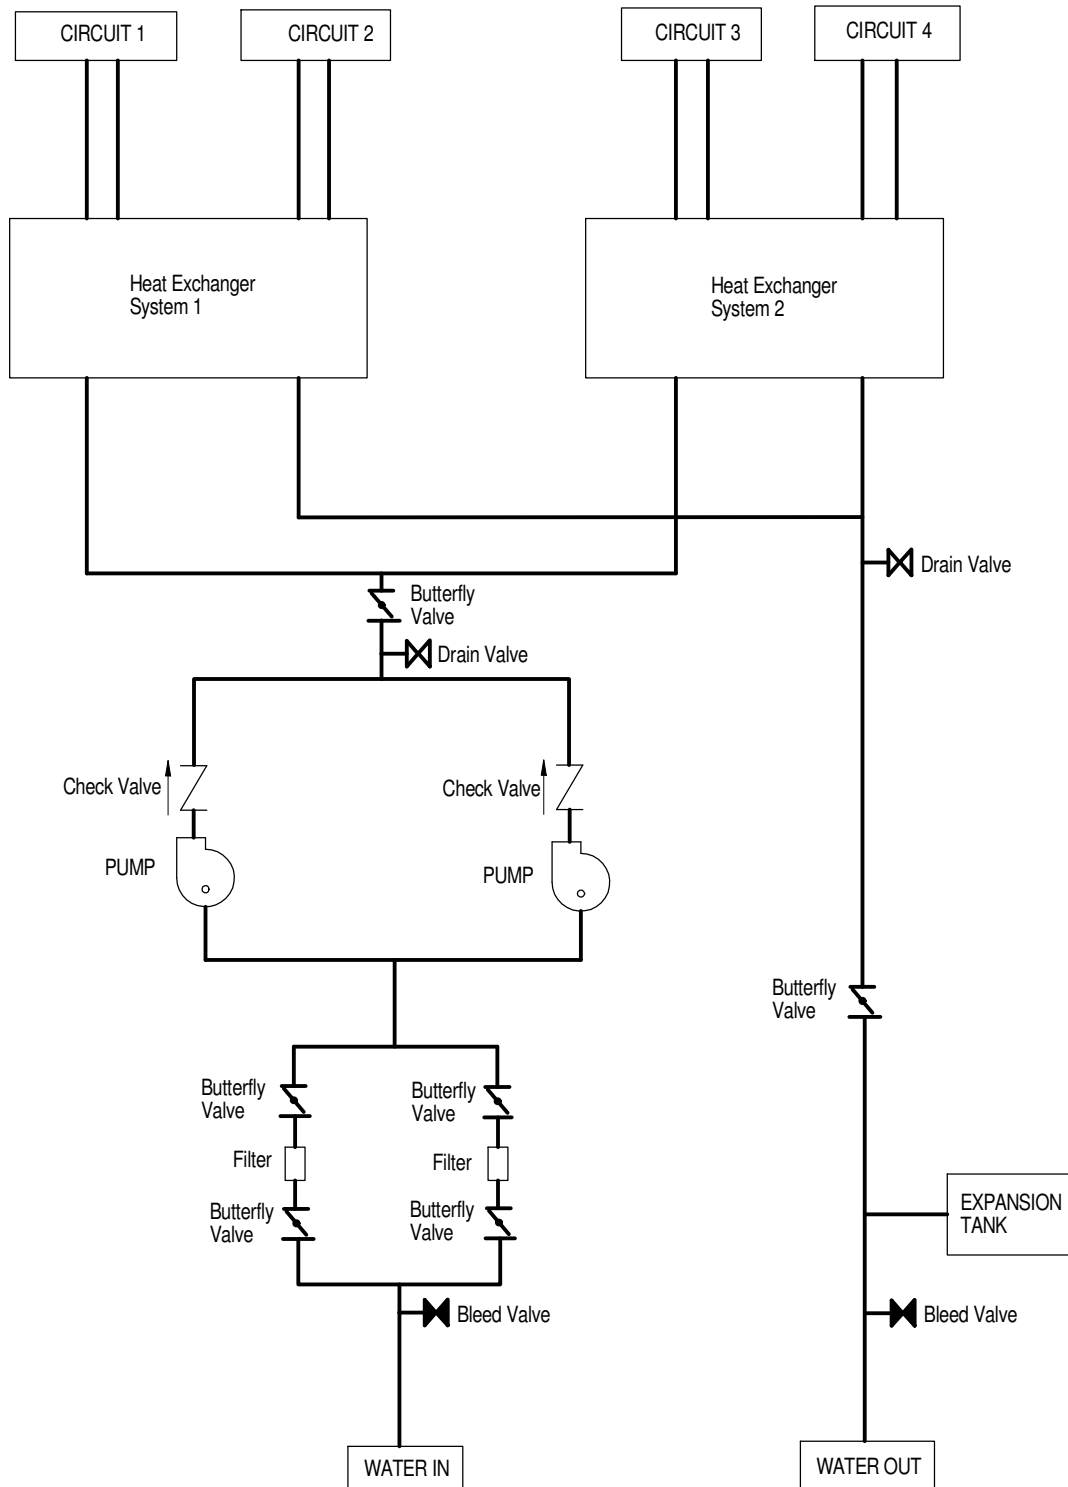 CIRCUIT 1
CIRCUIT 2
CIRCUIT 3
CIRCUIT 4
Heat Exchanger
System 1
Heat Exchanger
System 2
Drain Valve
Butterfly
Valve
Drain Valve
Check Valve
Check Valve
PUMP
PUMP
Butterfly
Valve
Butterfly
Valve
Butterfly
Valve
Filter
Filter
Butterfly
Valve
Butterfly
Valve
EXPANSION
TANK
Bleed Valve
Bleed Valve
WATER IN
WATER OUT